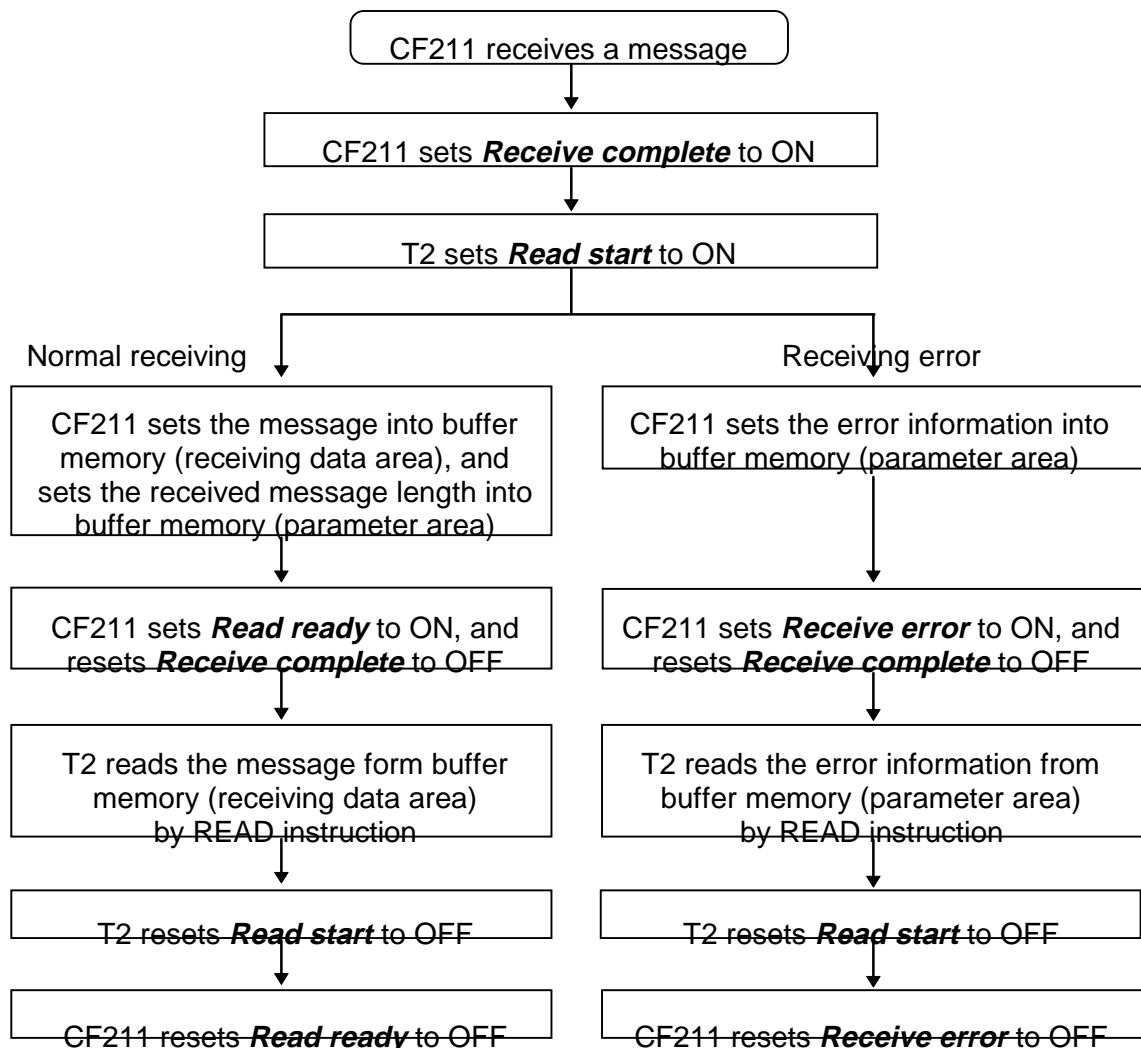 CF211 receives a message
CF211 sets Receive complete to ON
T2 sets Read start to ON
Normal receiving
CF211 sets the message into buffer
memory (receiving data area), and
sets the received message length into
buffer memory (parameter area)
CF211 sets Read ready to ON, and
resets Receive complete to OFF
T2 reads the message form buffer
memory (receiving data area)
by READ instruction
T2 resets Read start to OFF
CF211 resets Read ready to OFF
Receiving error
CF211 sets the error information into
buffer memory (parameter area)
CF211 sets Receive error to ON, and
resets Receive complete to OFF
T2 reads the error information from
buffer memory (parameter area)
by READ instruction
T2 resets Read start to OFF
CF211 resets Receive error to OFF